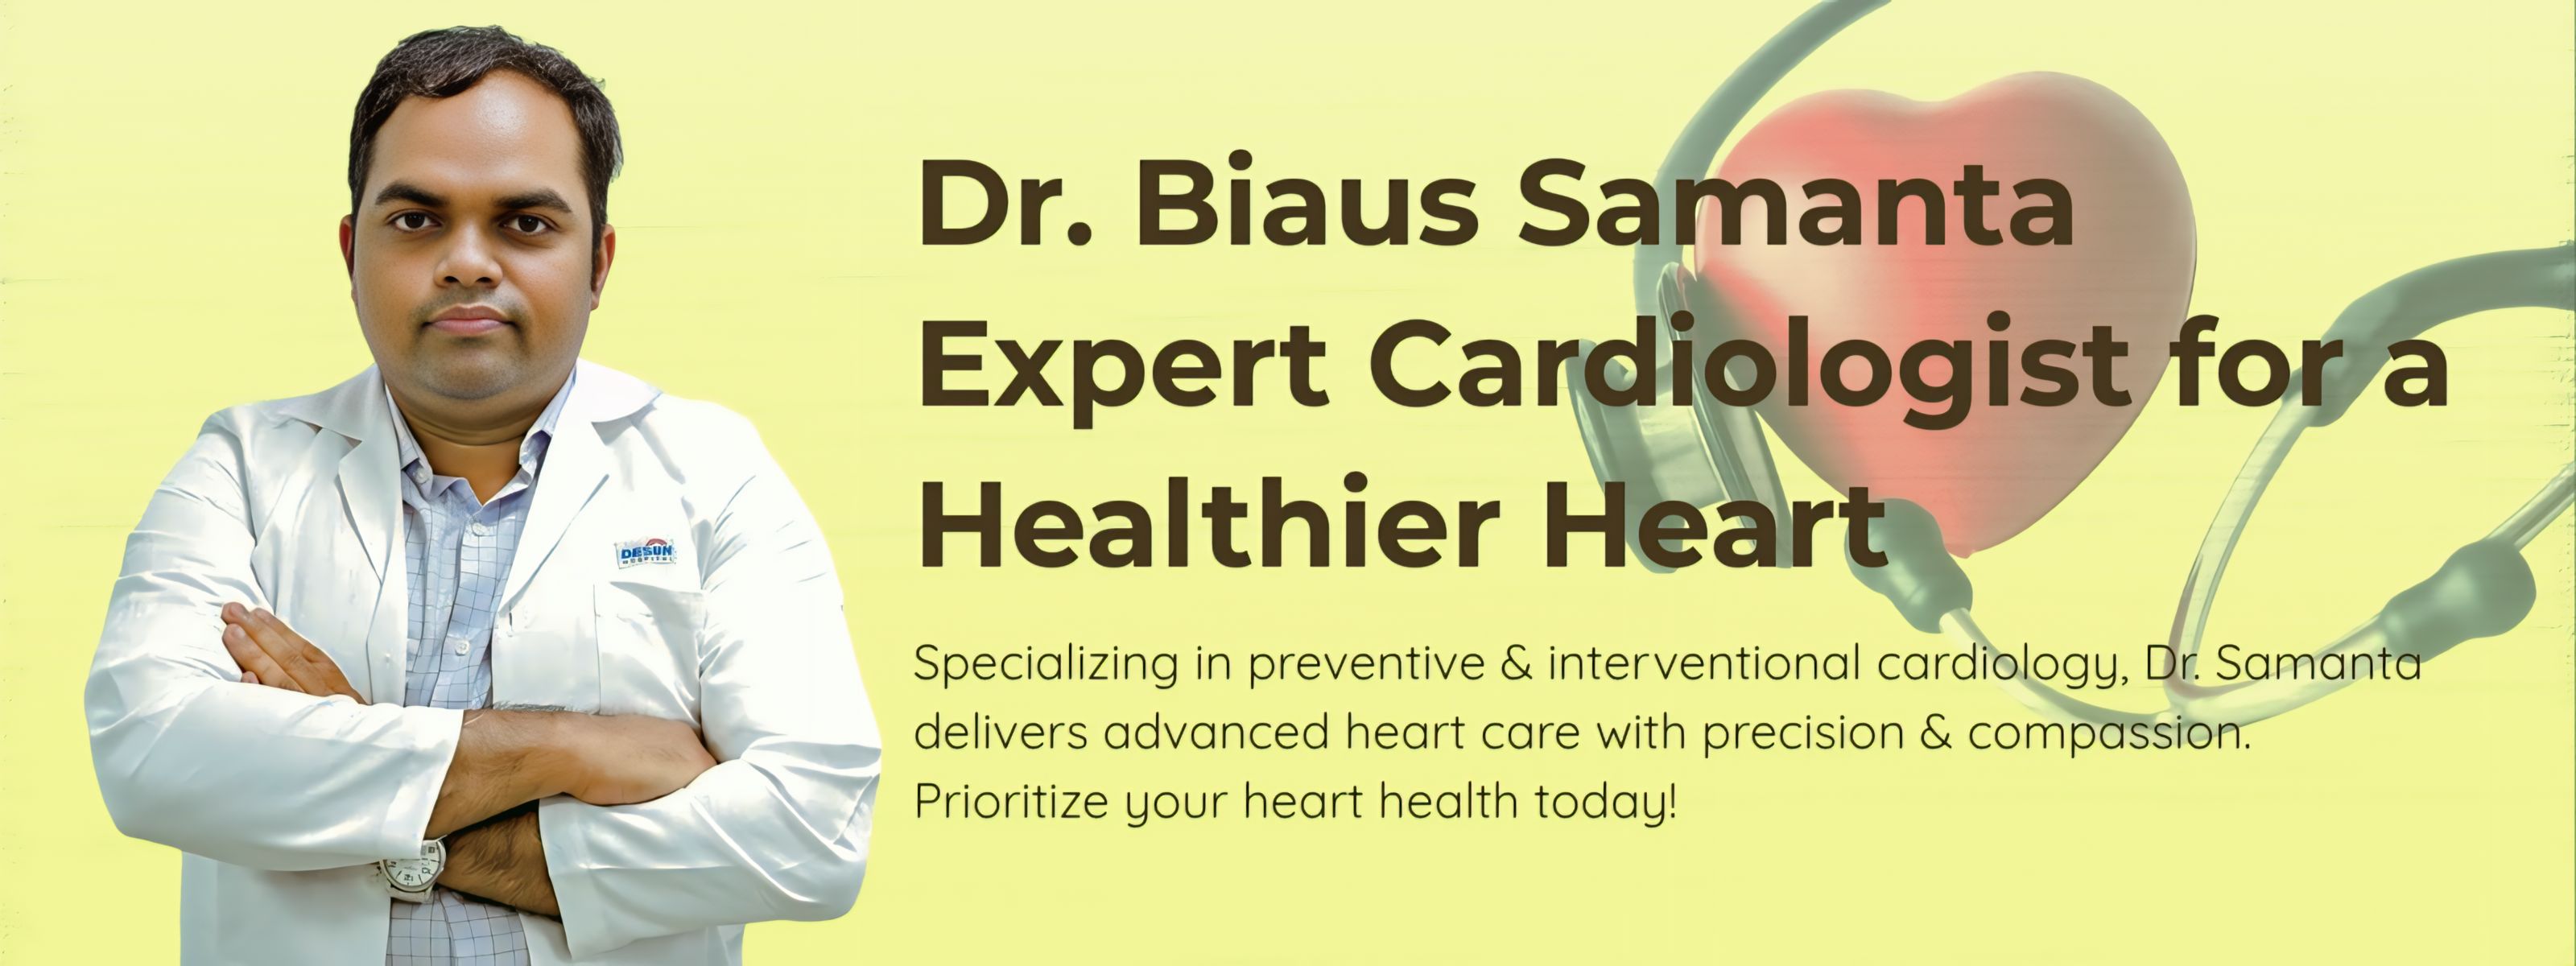 Dr. Biaus Samanta
Expert Cardiologist for a
Healthier Heart
Specializing in preventive & interventional cardiology, Dr. Samanta
delivers advanced heart care with precision & compassion.
Prioritize your heart health today!
DESUN
HOSPITAL